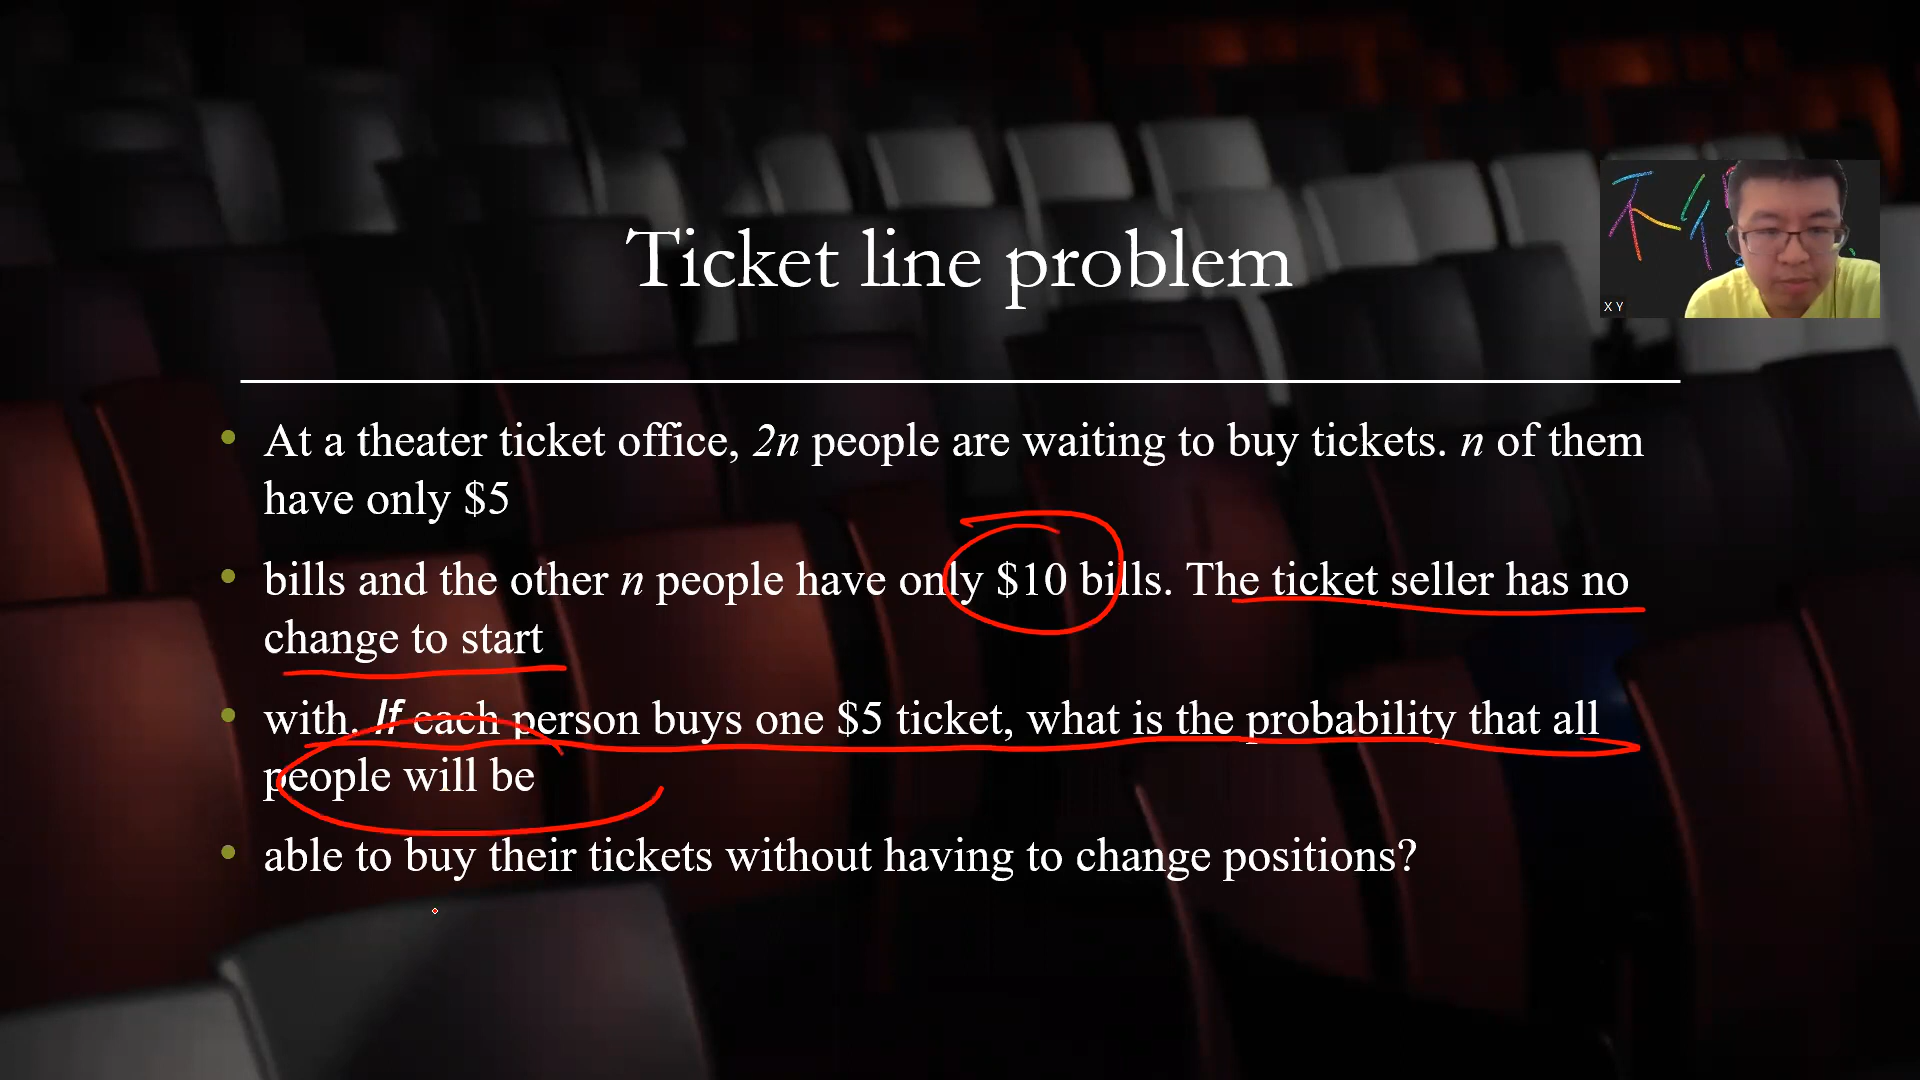 Ticket line problem
X Y
At a theater ticket office, 2n people are waiting to buy tickets. n of them
have only $5
bills and the other n people have only $10 bills. The ticket seller has no
change to start
with. If each person buys one $5 ticket, what is the probability that all
people will be
able to buy their tickets without having to change positions?